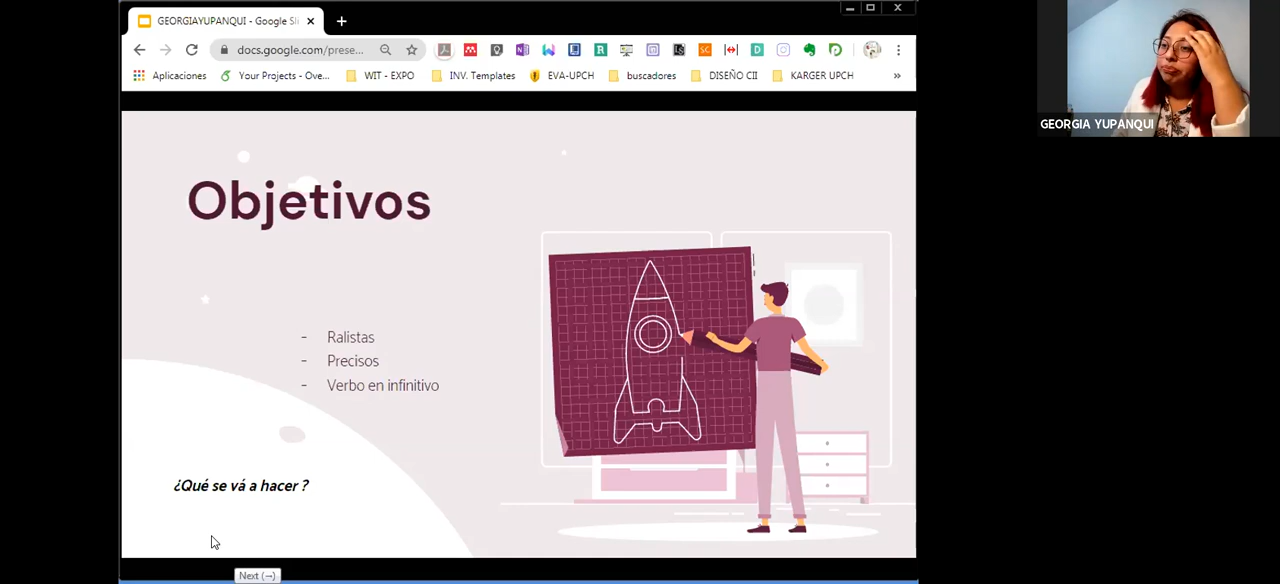 GEORGIAYUPANQUI - Google Sli
docs.google.com/prese...
Aplicaciones
Your Projects - Ove...
WIT - EXPO
INV. Templates
EVA-UPCH
buscadores
DISEÑO CII
KARGER UPCH
»
GEORGIA YUPANQUI
Objetivos
- Ralistas
- Precisos
- Verbo en infinitivo
¿Qué se vá a hacer ?
Next (→)